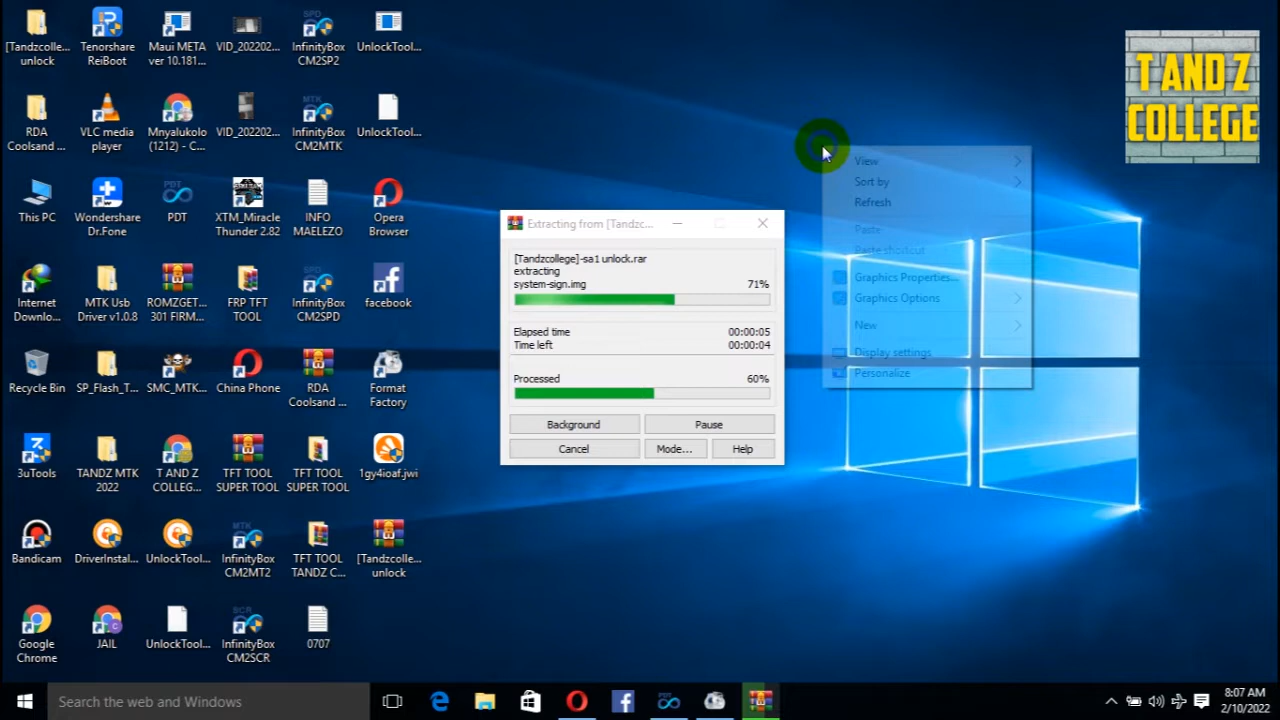 [Tandzcolle...
unlock
Tenorshare
ReiBoot
Maui META
ver 10.181...
VID_202202...
InfinityBox
CM2SP2
UnlockTool...
RDA
Coolsand ...
VLC media
player
Mnyalukolo
(1212) - C...
VID_202202...
InfinityBox
CM2MTK
UnlockTool...
This PC
Wondershare
Dr.Fone
PDT
XTM_Miracle
Thunder 2.82
INFO
MAELEZO
Opera
Browser
Internet
Downlo...
MTK Usb
Driver v1.0.8
ROMZGET...
301 FIRM...
FRP TFT
TOOL
InfinityBox
CM2SPD
facebook
Recycle Bin
SP_Flash_T...
SMC_MTK...
China Phone
RDA
Coolsand ...
Format
Factory
3uTools
TANDZ MTK
2022
T AND Z
COLLEG...
TFT TOOL
SUPER TOOL
TFT TOOL
SUPER TOOL
1gy4ioaf.jwi
Bandicam
DriverInstal...
UnlockTool...
InfinityBox
CM2MT2
TFT TOOL
TANDZ C...
[Tandzcolle...
unlock
Google
Chrome
JAIL
UnlockTool...
InfinityBox
CM2SCR
0707
Extracting from [Tandzc...
[Tandzcollege]-sa1 unlock.rar
extracting
system-sign.img 71%
Elapsed time 00:00:05
Time left 00:00:04
Processed 60%
Background Pause
Cancel Mode... Help
View
Sort by
Refresh
Paste
Paste shortcut
Graphics Properties...
Graphics Options
New
Display settings
Personalize
T AND Z
COLLEGE
Search the web and Windows
8:07 AM
2/10/2022